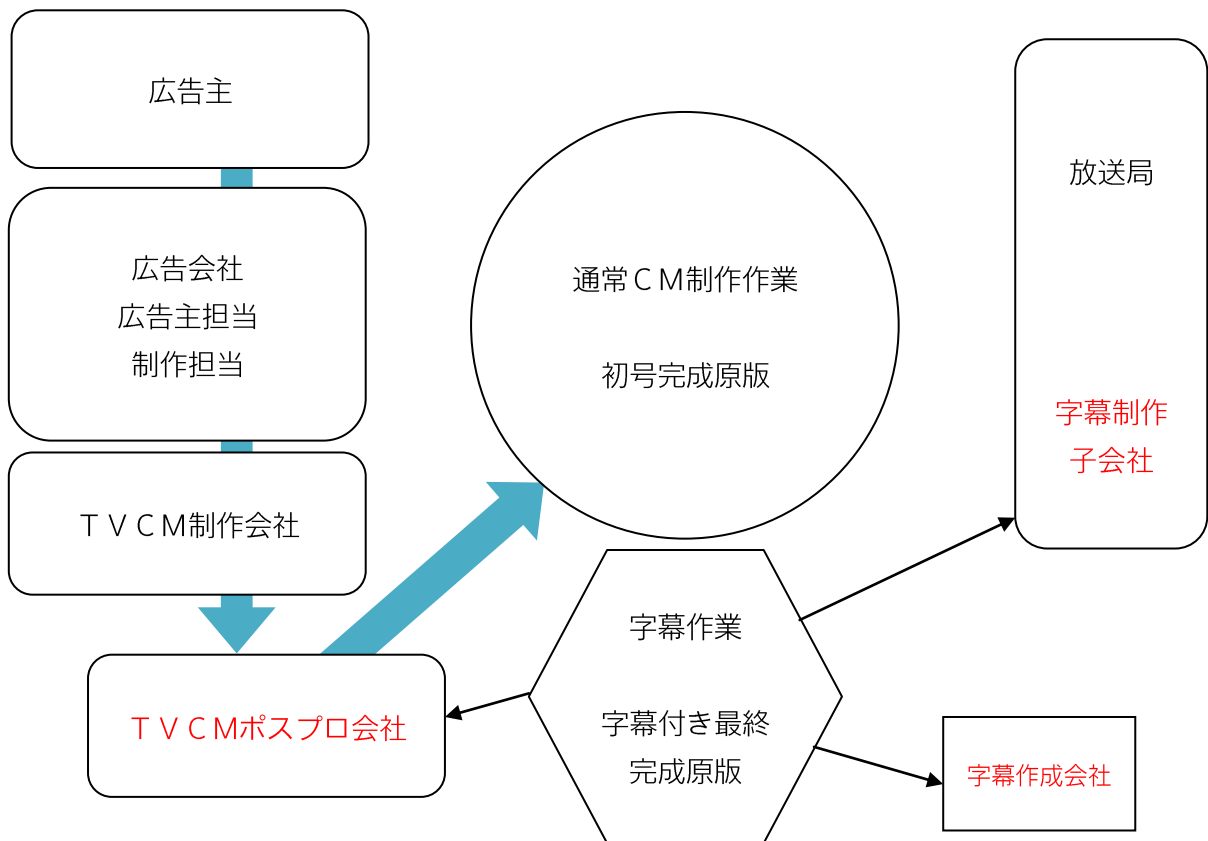 広告主
広告会社
広告主担当
制作担当
ＴＶＣＭ制作会社
ＴＶＣＭポスプロ会社
通常ＣＭ制作作業
初号完成原版
字幕作業
字幕付き最終
完成原版
放送局
字幕制作
子会社
字幕作成会社